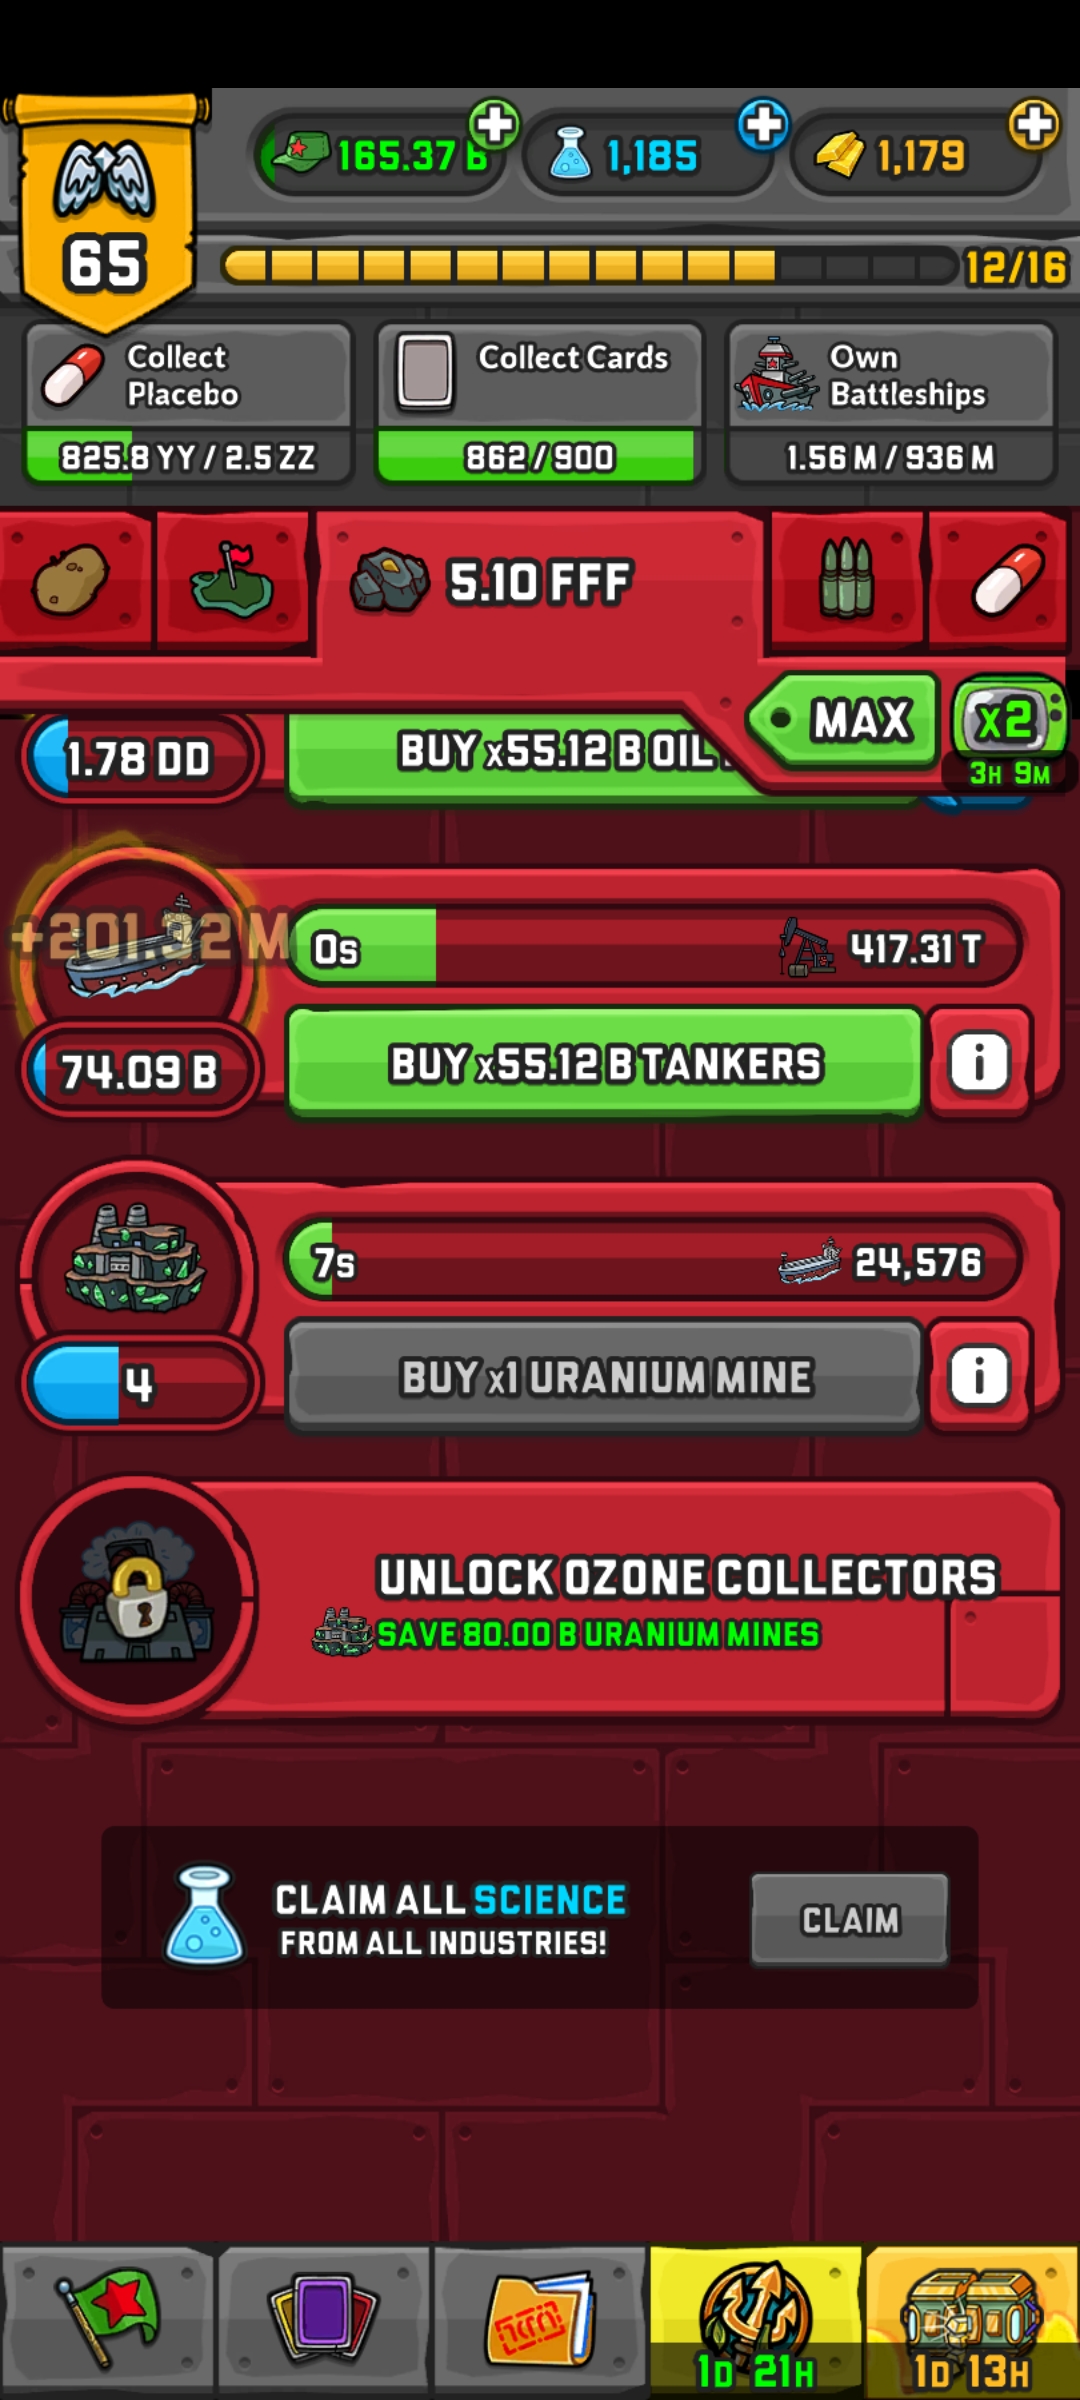 165.37 B
1,185
1,179
65
12/16
Collect
Placebo
825.8 YY / 2.5 ZZ
Collect Cards
862/900
Own
Battleships
1.56 M / 936 M
5.10 FFF
MAX
x2
3H 9M
1.78 DD
BUY x55.12 B OIL
+201.32 M
0s
417.31 T
74.09 B
BUY x55.12 B TANKERS
i
7s
24,576
4
BUY x1 URANIUM MINE
i
UNLOCK OZONE COLLECTORS
SAVE 80.00 B URANIUM MINES
CLAIM ALL SCIENCE
FROM ALL INDUSTRIES!
CLAIM
1D 21H
1D 13H